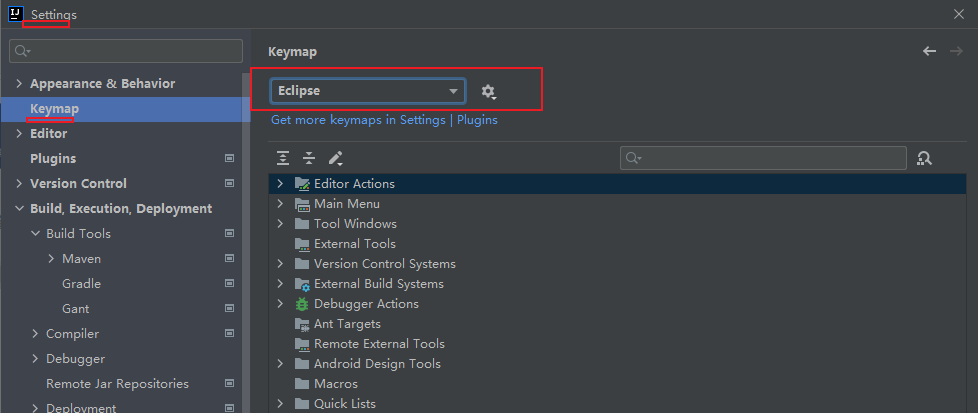 IJ Settings
Appearance & Behavior
Keymap
Editor
Plugins
Version Control
Build, Execution, Deployment
Build Tools
Maven
Gradle
Gant
Compiler
Debugger
Remote Jar Repositories
Deployment
Keymap
Eclipse
Get more keymaps in Settings | Plugins
Editor Actions
Main Menu
Tool Windows
External Tools
Version Control Systems
External Build Systems
Debugger Actions
Ant Targets
Remote External Tools
Android Design Tools
Macros
Quick Lists